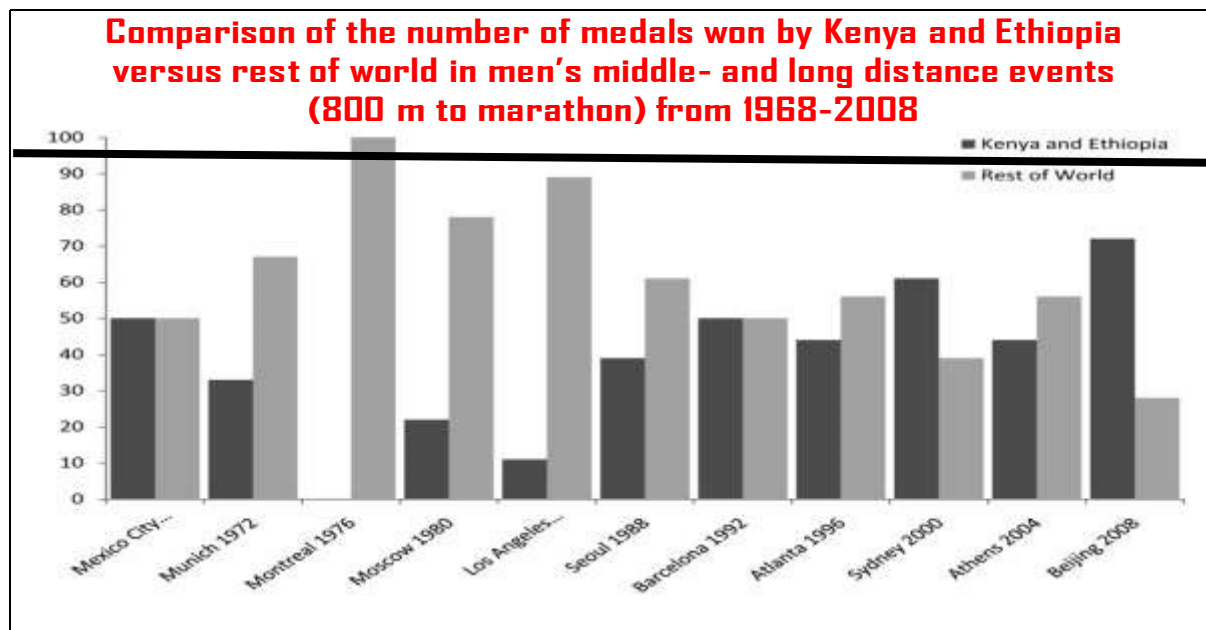 Comparison of the number of medals won by Kenya and Ethiopia
versus rest of world in men's middle- and long distance events
(800 m to marathon) from 1968-2008
100
90
80
70
60
50
40
30
20
10
0
Kenya and Ethiopia
Rest of World
Mexico City...
Munich 1972
Montreal 1976
Moscow 1980
Los Angeles...
Seoul 1988
Barcelona 1992
Atlanta 1996
Sydney 2000
Athens 2004
Beijing 2008